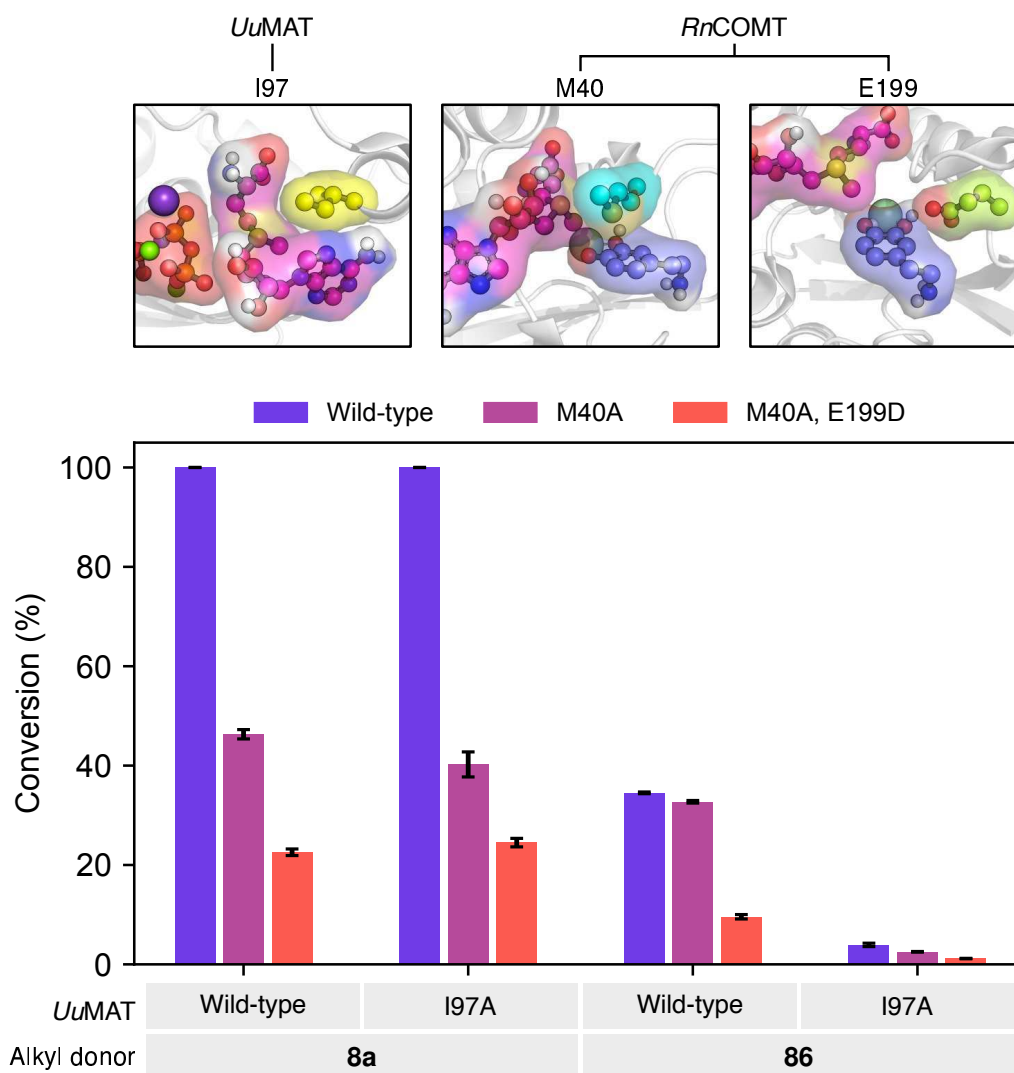 UuMAT RnCOMT
I97 M40 E199
Wild-type M40A M40A, E199D
100
80
60
40
20
0
Conversion (%)
UuMAT Wild-type I97A Wild-type I97A
Alkyl donor 8a 86